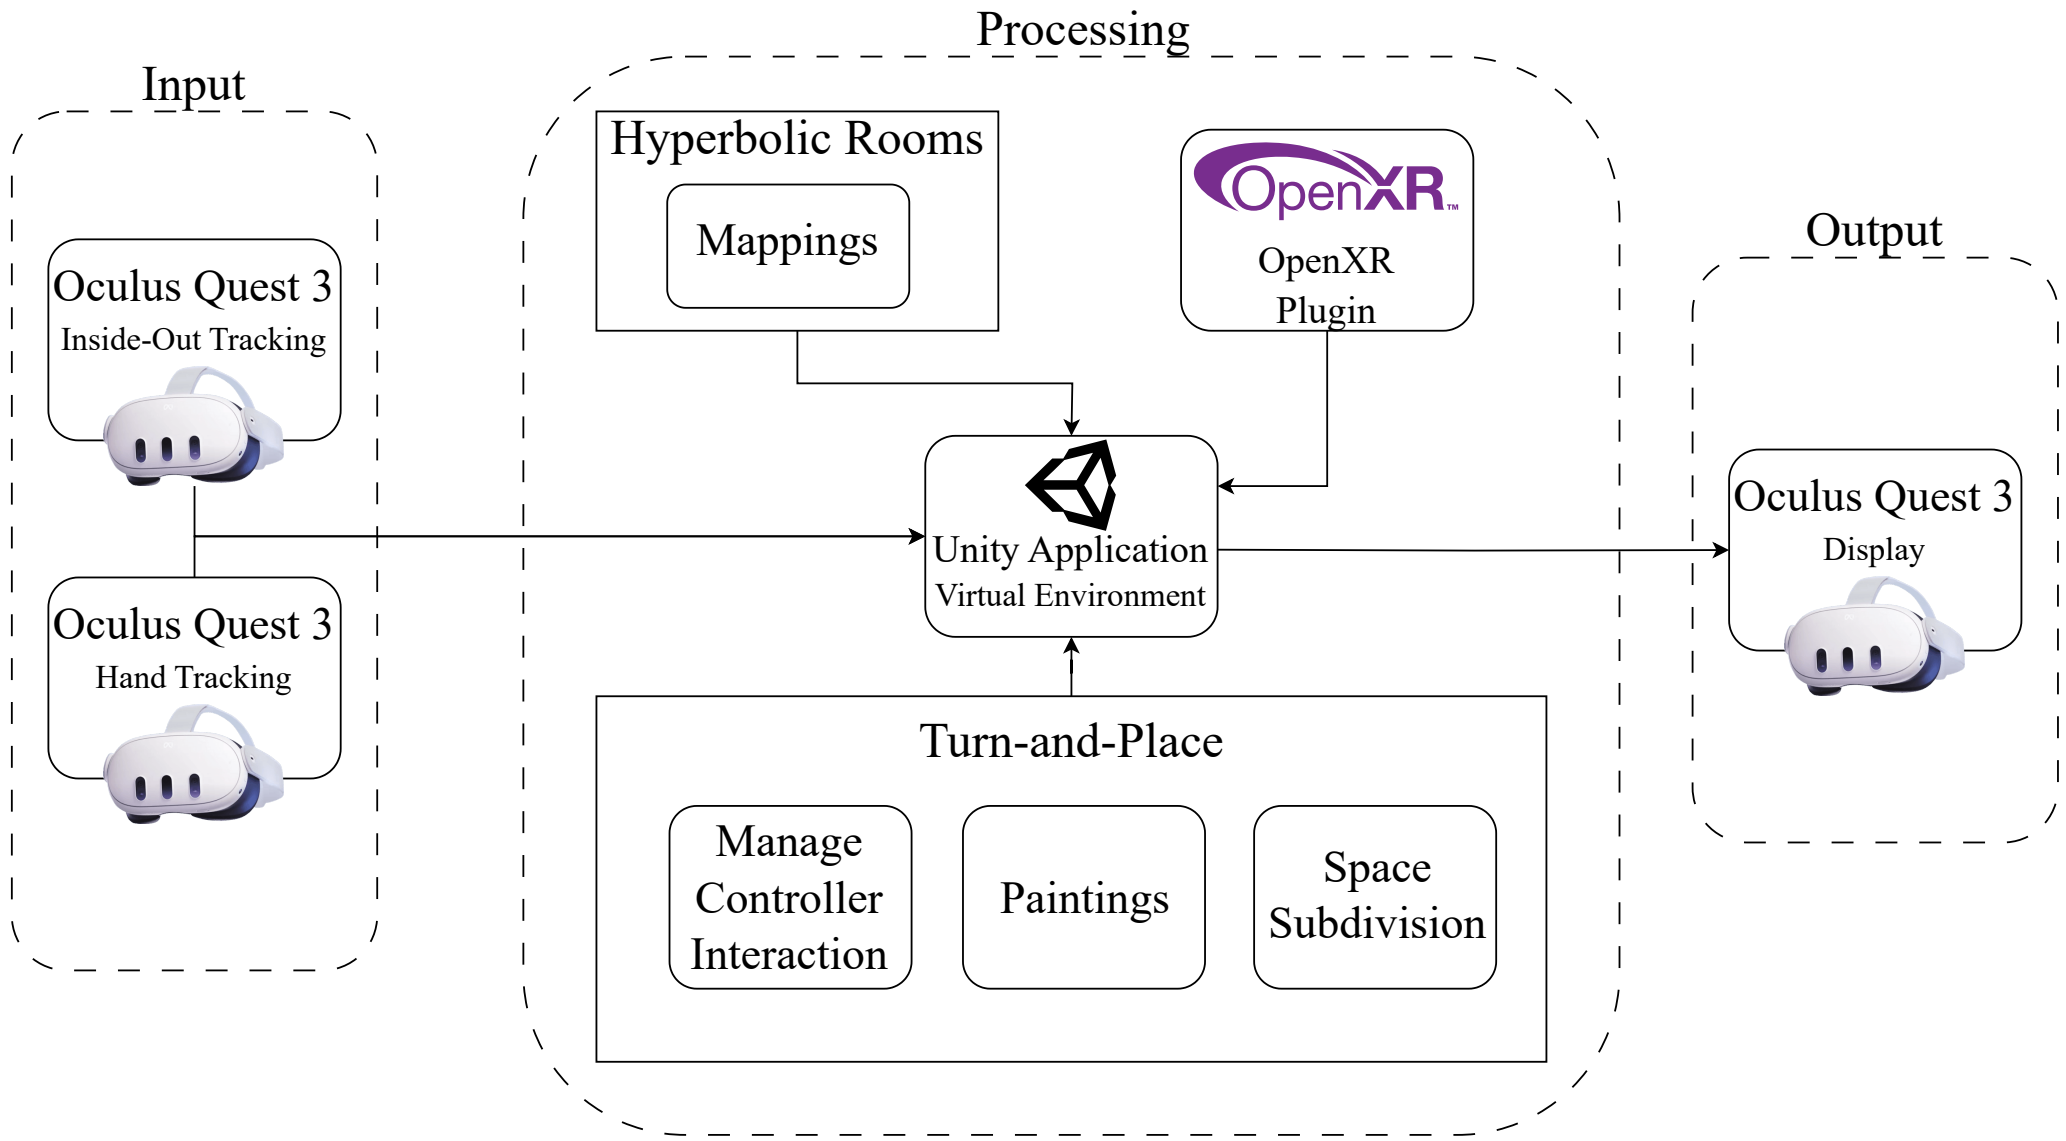 Processing
Input
Hyperbolic Rooms
Mappings
OpenXR™
OpenXR
Plugin
Output
Oculus Quest 3
Inside-Out Tracking
Oculus Quest 3
Hand Tracking
Unity Application
Virtual Environment
Oculus Quest 3
Display
Turn-and-Place
Manage
Controller
Interaction
Paintings
Space
Subdivision